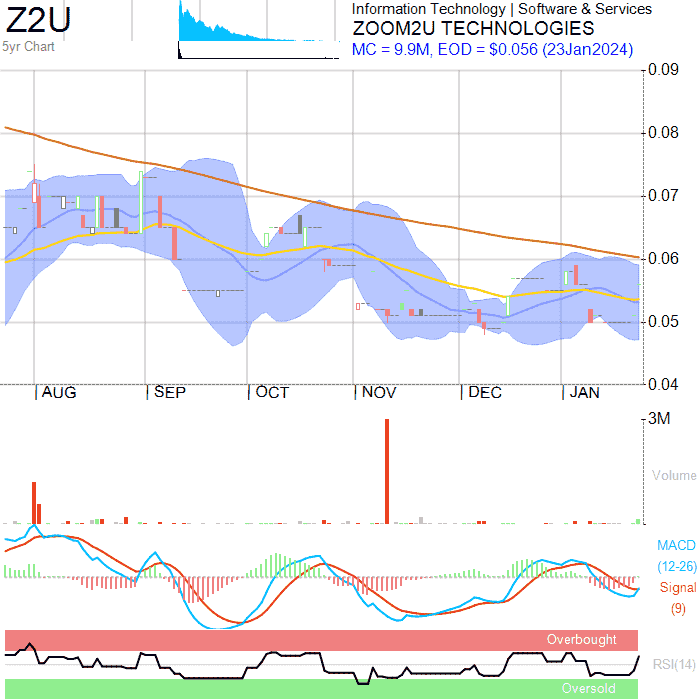 Z2U
5yr Chart
Information Technology | Software & Services
ZOOM2U TECHNOLOGIES
MC = 9.9M, EOD = $0.056 (23Jan2024)
0.09
0.08
0.07
0.06
0.05
0.04
| AUG | SEP | OCT | NOV | DEC | JAN
3M
Volume
MACD
(12-26)
Signal
(9)
Overbought
RSI(14)
Oversold